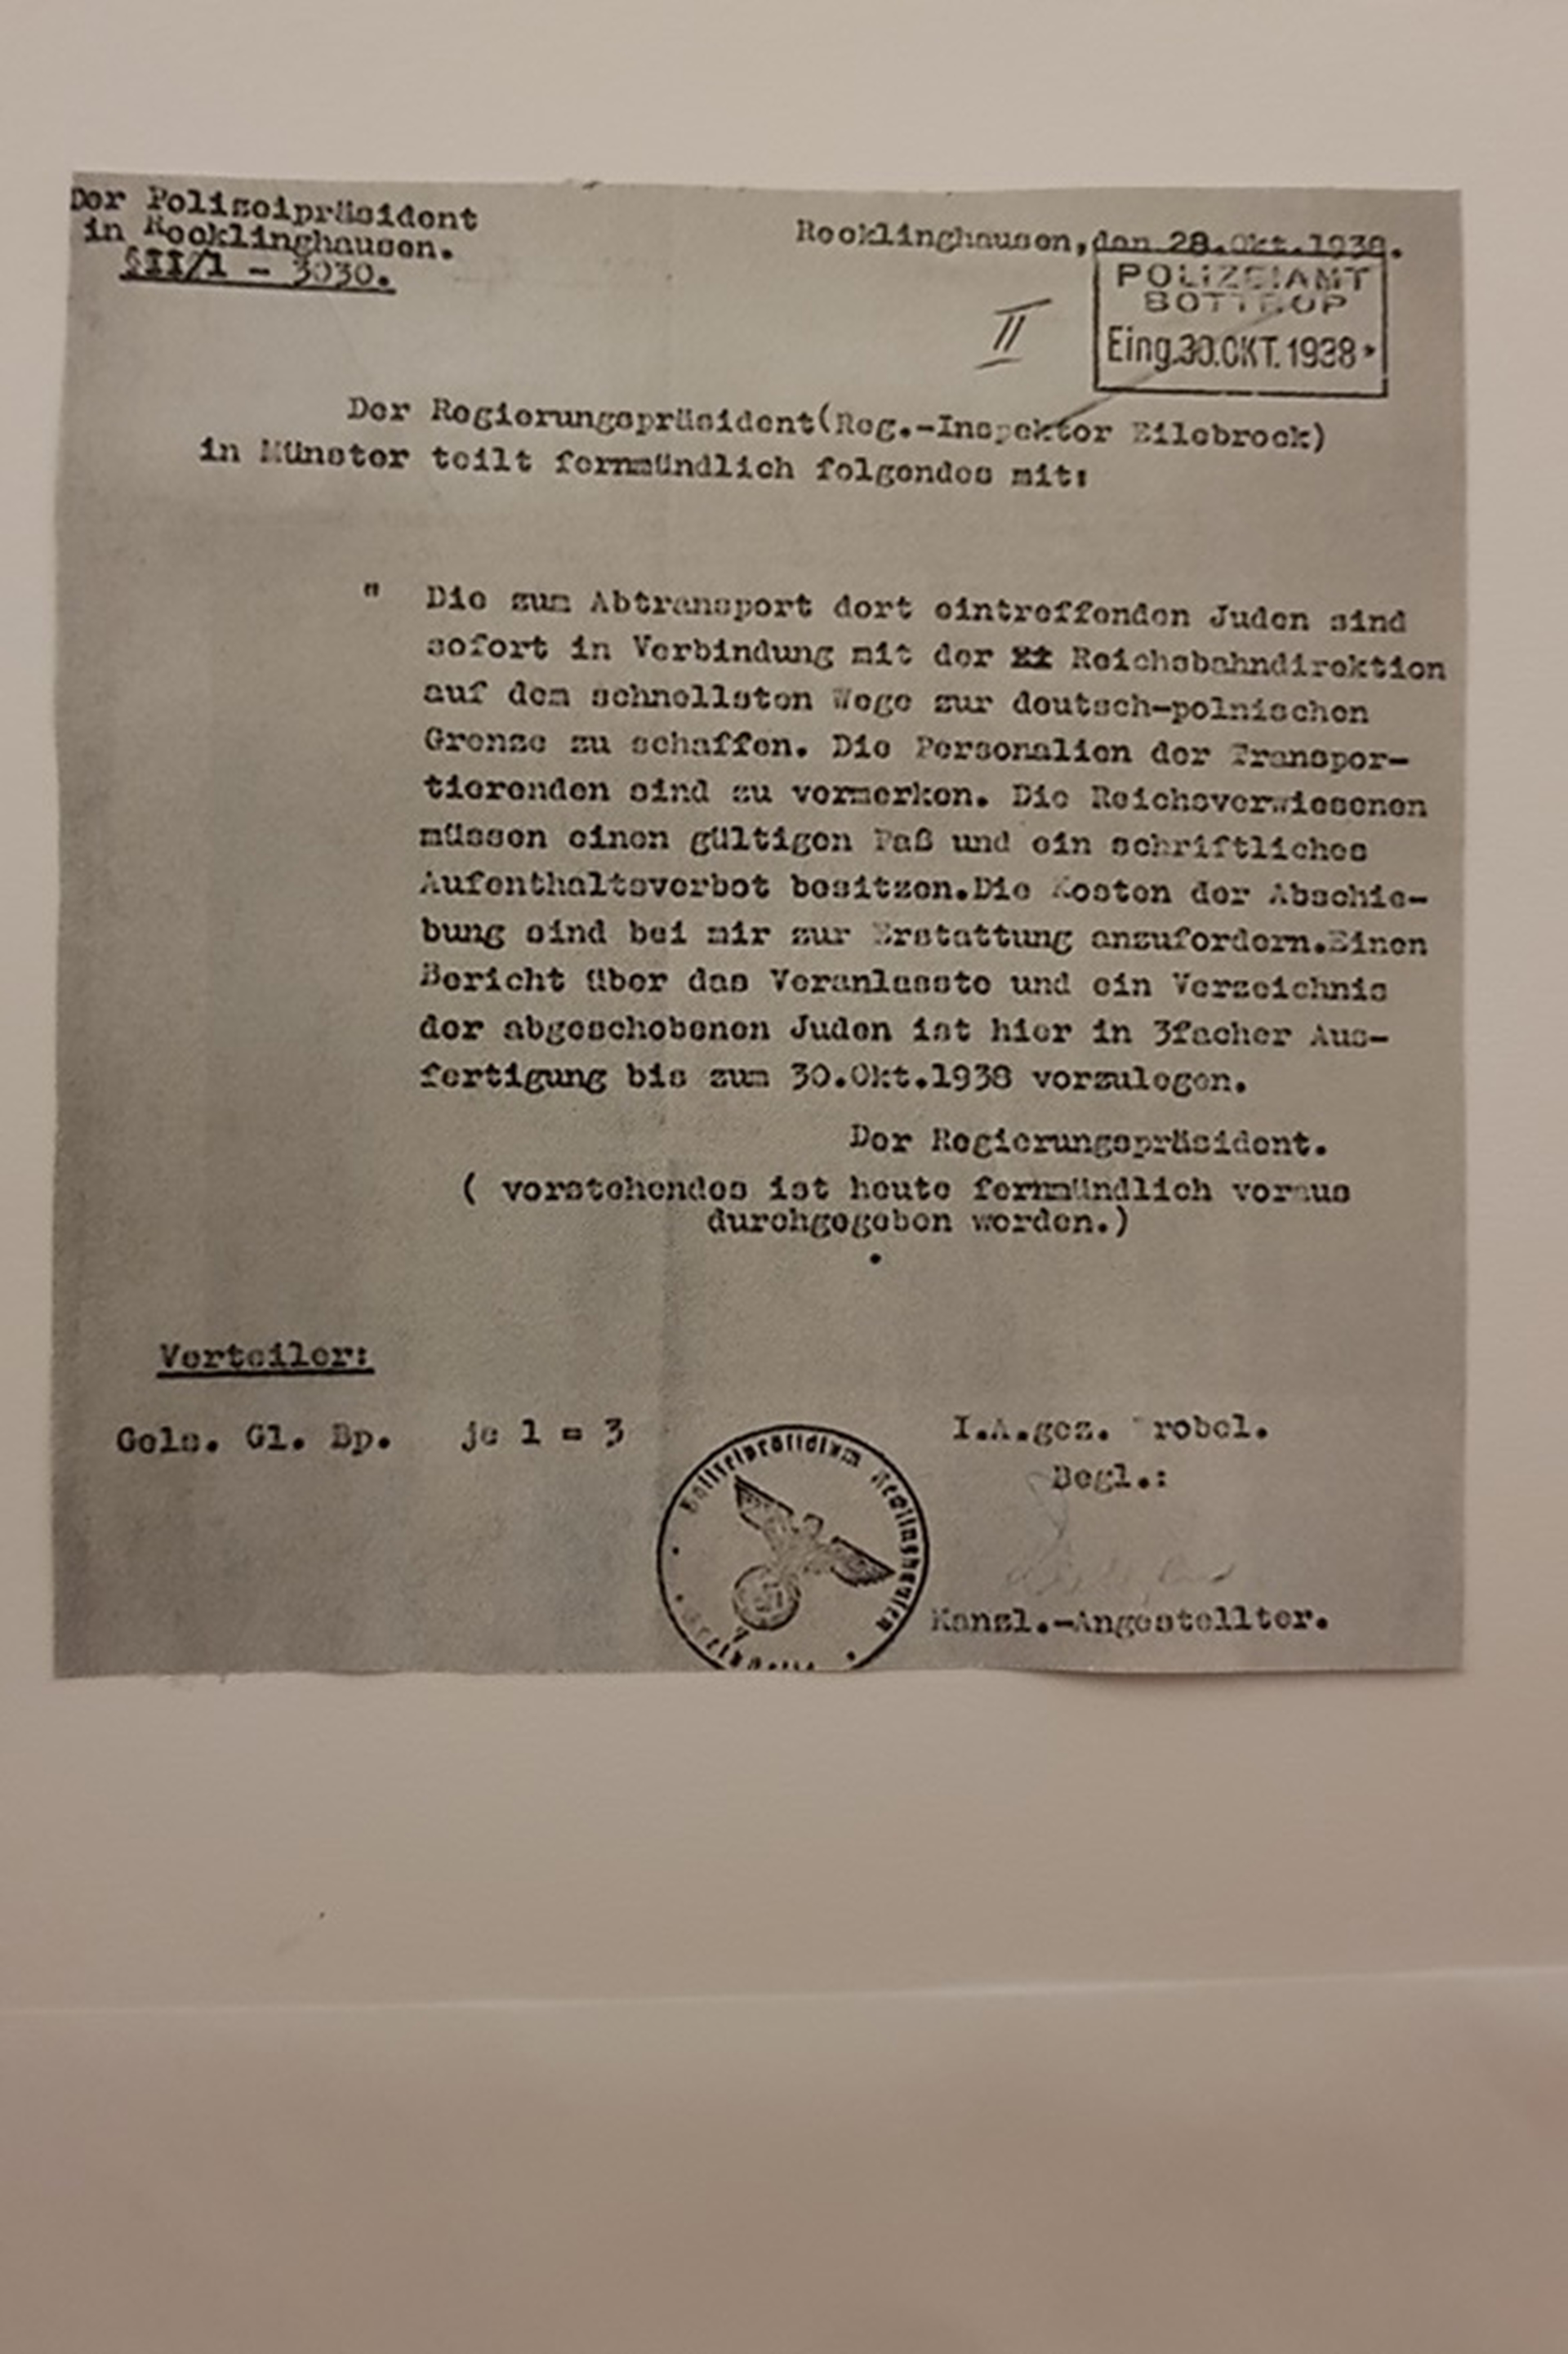 Der Polizeipräsident
in Recklinghausen.
SII/1 - 3030.
Recklinghausen, den 28.Okt.1938.
POLIZEIAMT
BOTTROP
Eing.30.OKT.1938
II
Der Regierungspräsident(Reg.-Inspektor Eilebrock)
in Münster teilt fernmündlich folgendes mit:
" Die zum Abtransport dort eintreffenden Juden sind
sofort in Verbindung mit der Reichsbahndirektion
auf dem schnellsten Wege zur deutsch-polnischen
Grenze zu schaffen. Die Personalien der Transpor-
tierenden sind zu vermerken. Die Reichsverwiesenen
müssen einen gültigen Paß und ein schriftliches
Aufenthaltsverbot besitzen.Die Kosten der Abschie-
bung sind bei mir zur Erstattung anzufordern.Einen
Bericht über das Veranlasste und ein Verzeichnis
der abgeschobenen Juden ist hier in 3facher Aus-
fertigung bis zum 30.Okt.1938 vorzulegen.
Der Regierungspräsident.
( vorstehendes ist heute fernmündlich voraus
durchgegeben worden.)
Verteiler:
Gels. Gl. Bp. je 1 = 3
I.A.gez.
Begl.:
Polizeipräsidium Recklinghausen
Kanzl.-Angestellter.